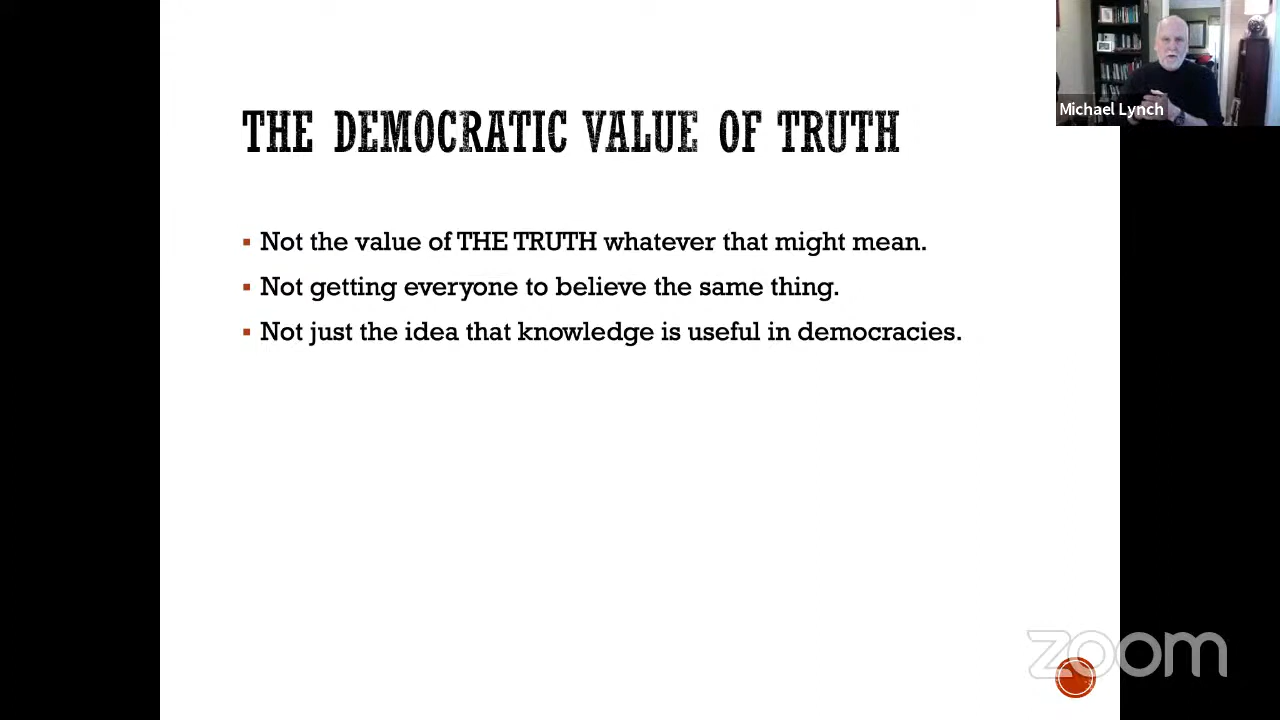 Michael Lynch
THE DEMOCRATIC VALUE OF TRUTH
Not the value of THE TRUTH whatever that might mean.
Not getting everyone to believe the same thing.
Not just the idea that knowledge is useful in democracies.
zoom